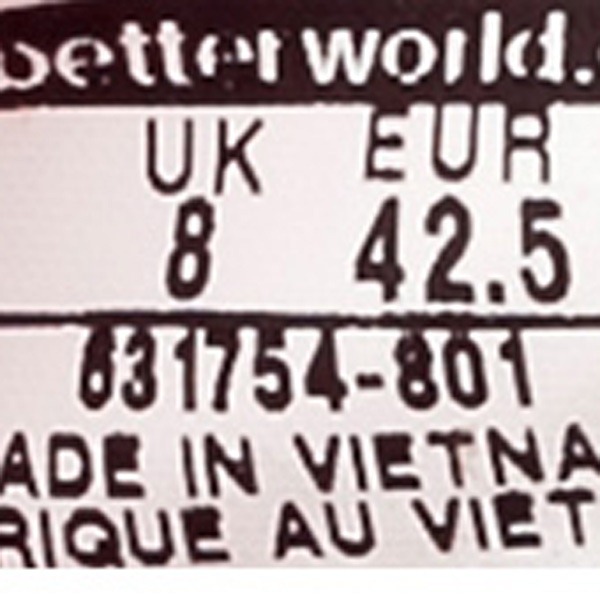 betterworld.
UK EUR
8 42.5
631754-801
ADE IN VIETNA
RIQUE AU VIET